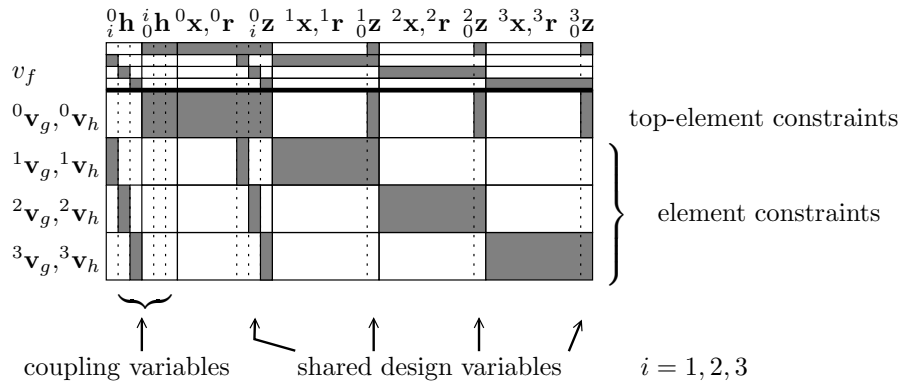 ⁰ᵢh ⁱ₀h ⁰x,⁰r ⁰ᵢz ¹x,¹r ¹₀z ²x,²r ²₀z ³x,³r ³₀z
v_f
⁰v_g,⁰v_h top-element constraints
¹v_g,¹v_h
²v_g,²v_h element constraints
³v_g,³v_h
coupling variables shared design variables i = 1, 2, 3